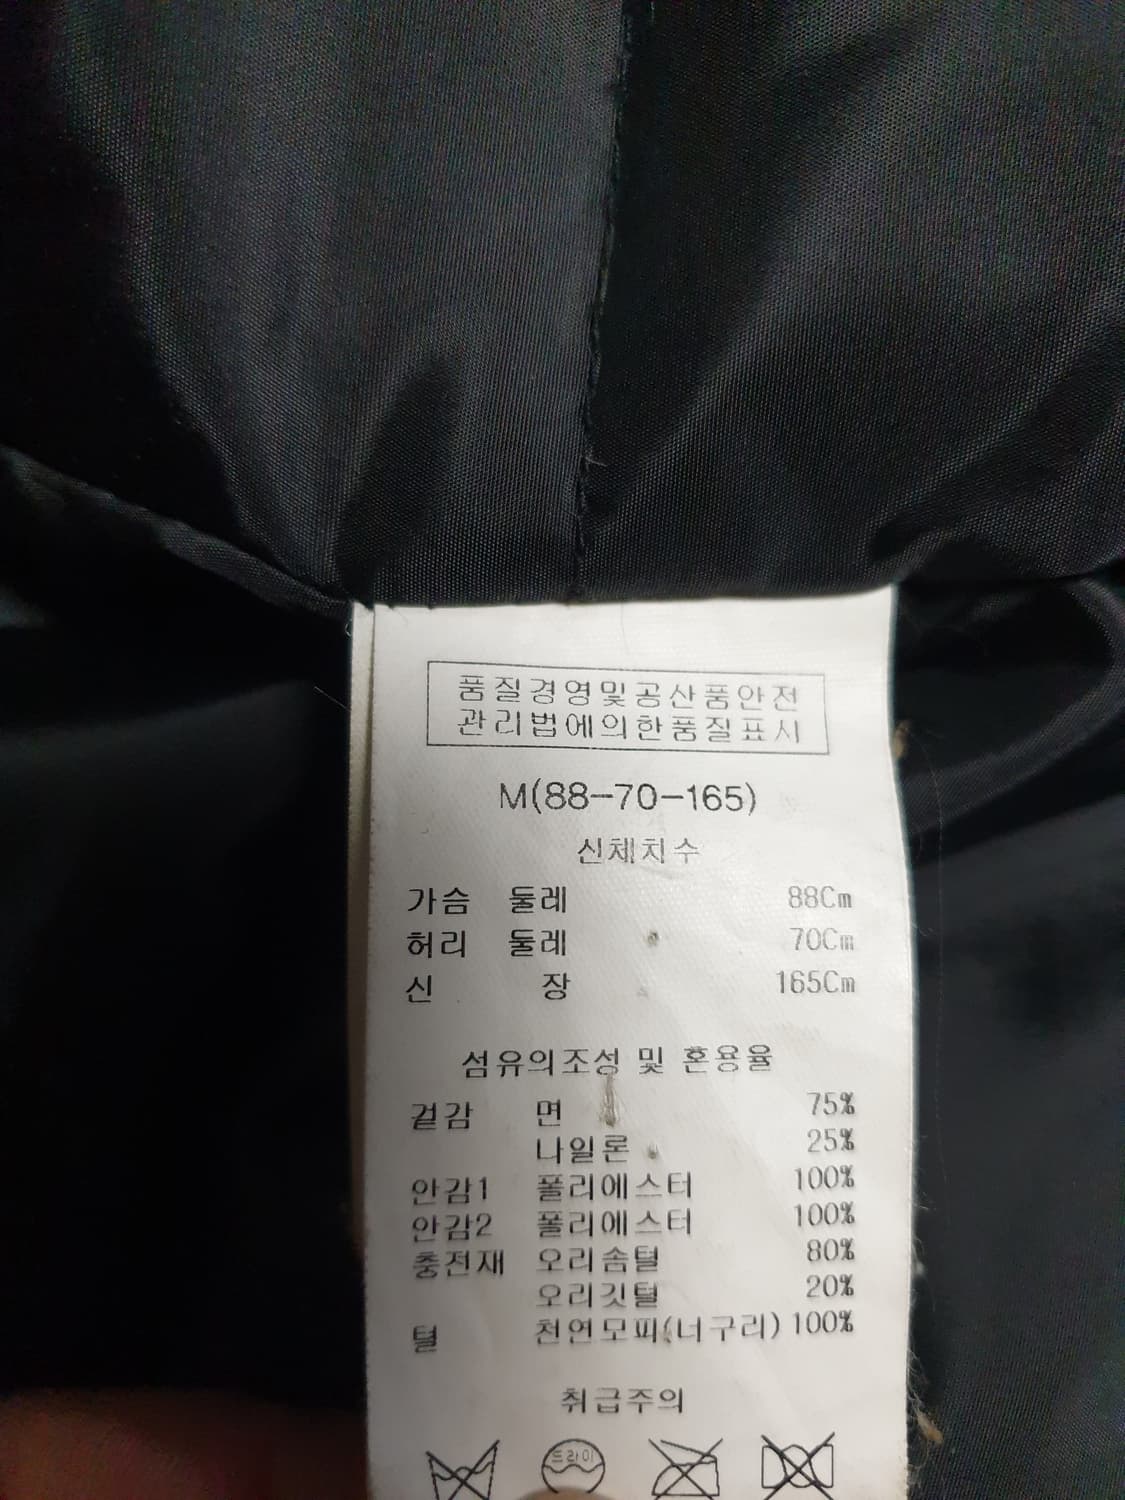 품질경영및공산품안전
관리법에의한품질표시
M(88-70-165)
신체치수
가슴 둘레 88Cm
허리 둘레 70Cm
신 장 165Cm
섬유의조성 및 혼용율
겉감 면 75%
나일론 25%
안감1 폴리에스터 100%
안감2 폴리에스터 100%
충전재 오리솜털 80%
오리깃털 20%
털 천연모피(너구리) 100%
취급주의
드라이